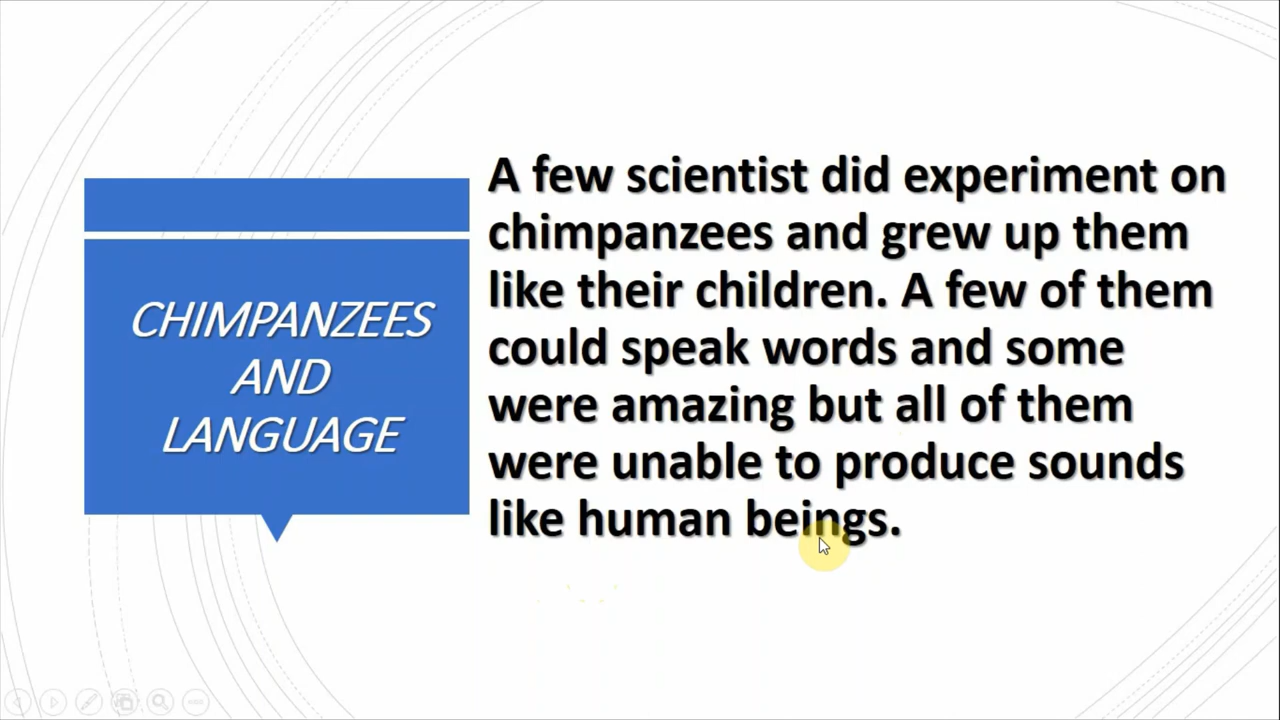 CHIMPANZEES
AND
LANGUAGE
A few scientist did experiment on
chimpanzees and grew up them
like their children. A few of them
could speak words and some
were amazing but all of them
were unable to produce sounds
like human beings.